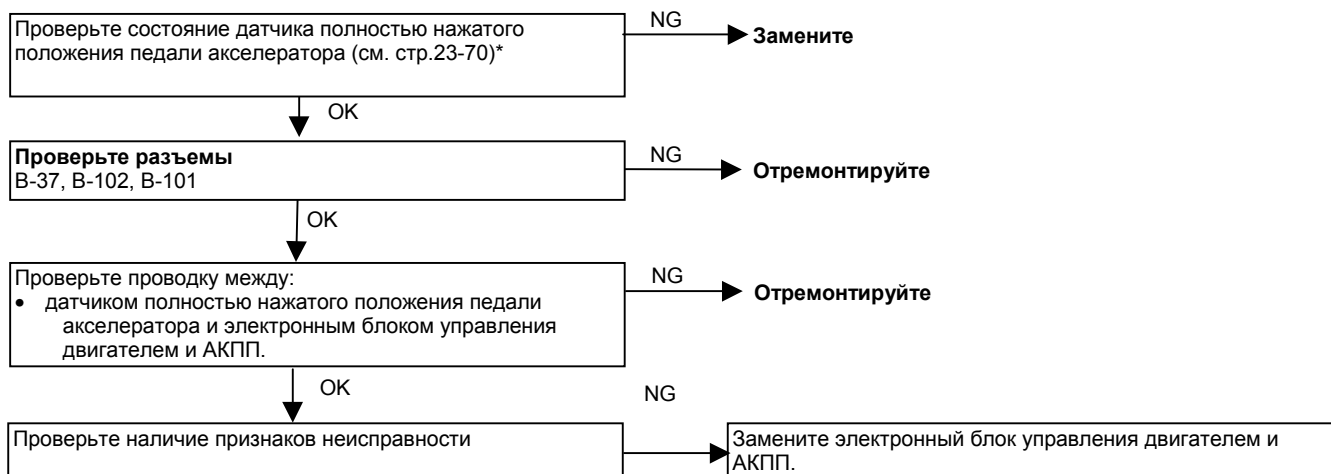 Проверьте состояние датчика полностью нажатого
положения педали акселератора (см. стр.23-70)*
NG
Замените
OK
Проверьте разъемы
B-37, B-102, B-101
NG
Отремонтируйте
OK
Проверьте проводку между:
• датчиком полностью нажатого положения педали
акселератора и электронным блоком управления
двигателем и АКПП.
NG
Отремонтируйте
OK
NG
Проверьте наличие признаков неисправности
Замените электронный блок управления двигателем и
АКПП.